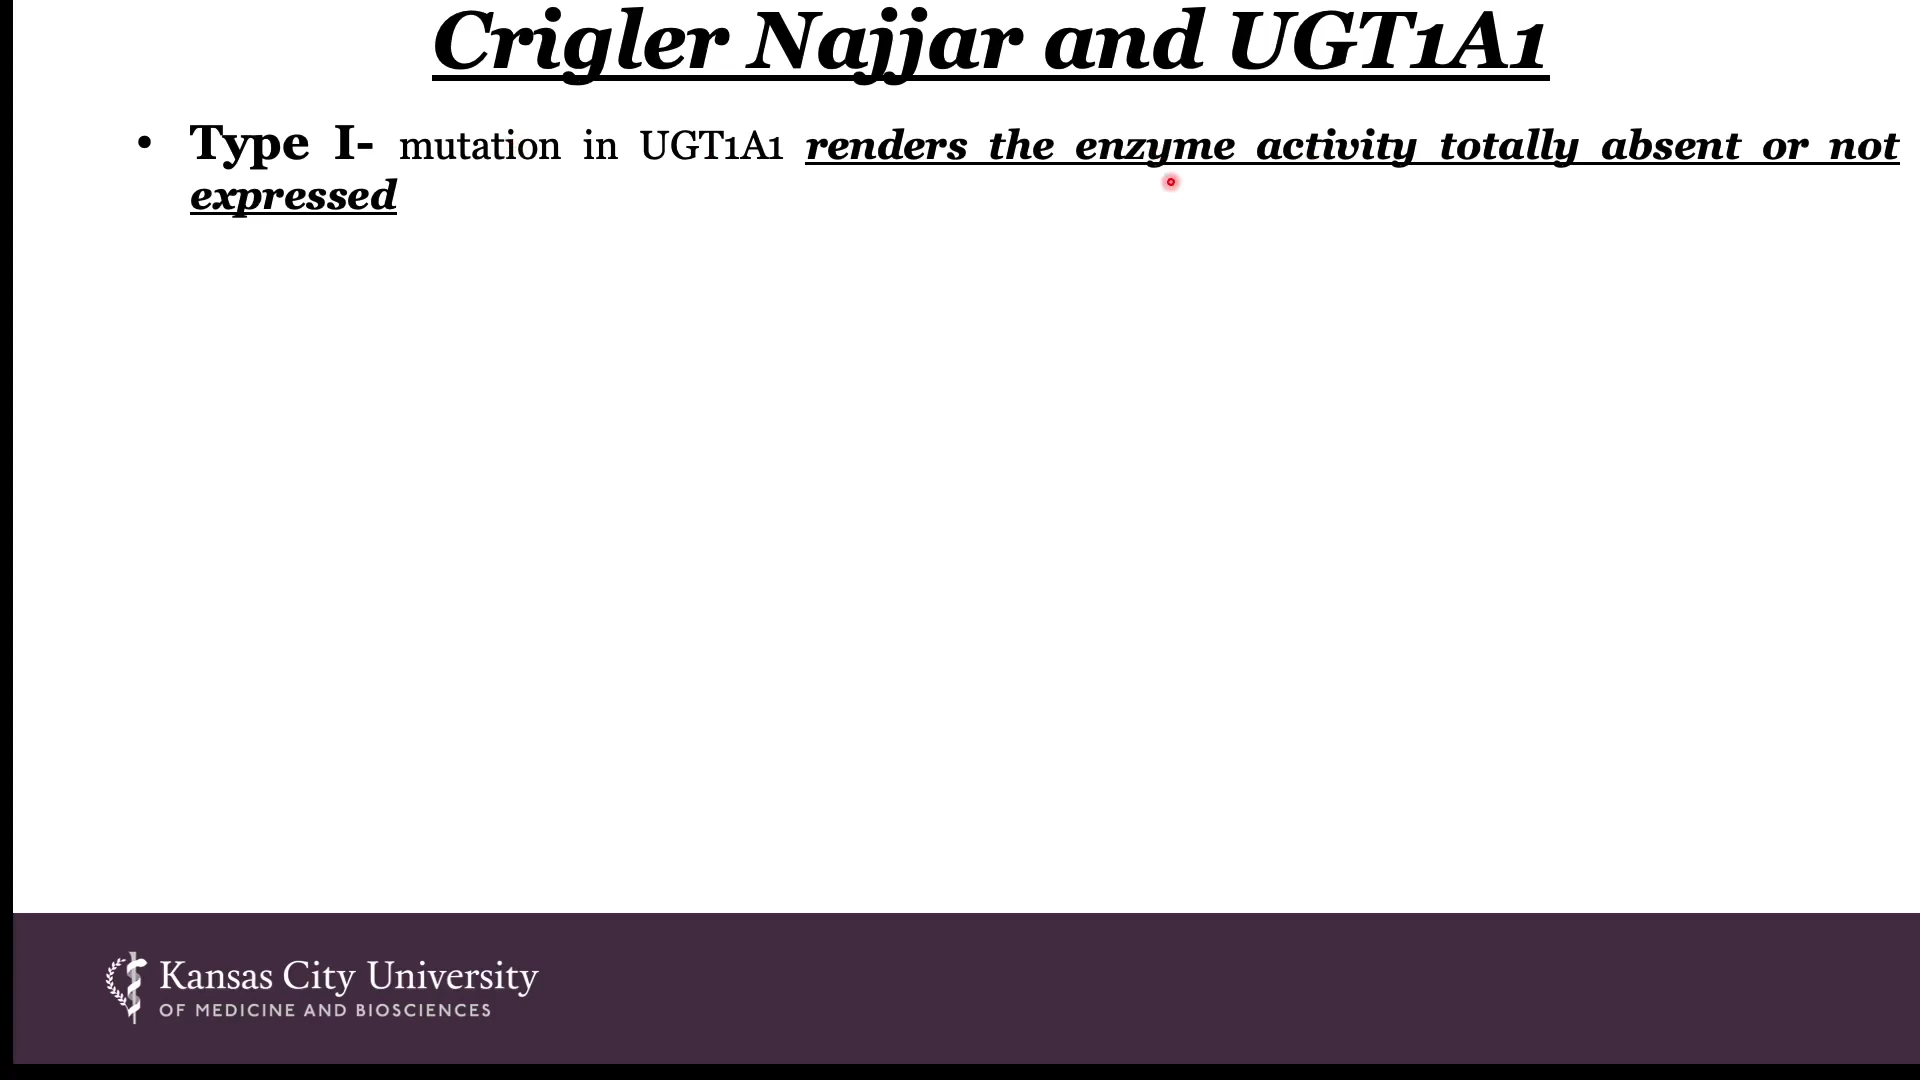 Crigler Najjar and UGT1A1
• Type I- mutation in UGT1A1 renders the enzyme activity totally absent or not
expressed
Kansas City University
OF MEDICINE AND BIOSCIENCES